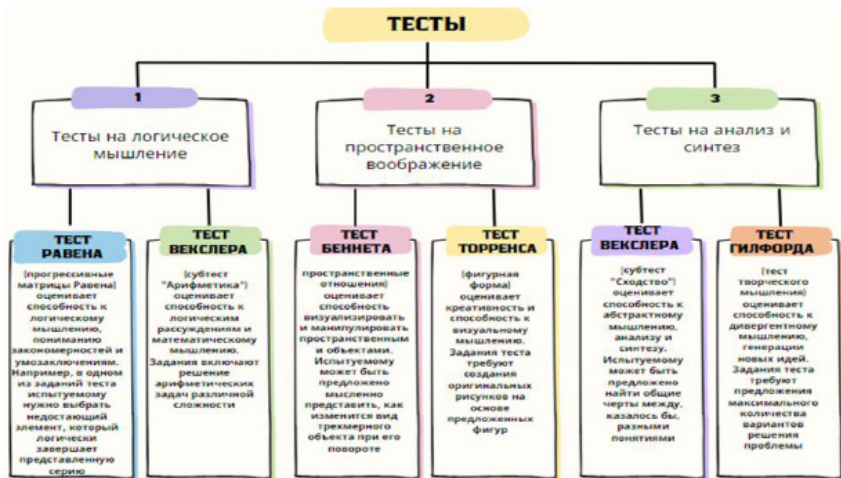 ТЕСТЫ
1
Тесты на логическое
мышление
2
Тесты на
пространственное
воображение
3
Тесты на анализ и
синтез
ТЕСТ
РАВЕНА
(прогрессивные
матрицы Равена)
оценивает
способность к
логическому
мышлению,
пониманию
закономерностей и
умозаключениям.
Например, в одном
из заданий теста
испытуемому
нужно выбрать
недостающий
элемент, который
логически
завершает
представленную
серию
ТЕСТ
ВЕКСЛЕРА
(субтест
"Арифметика")
оценивает
способность к
логическим
рассуждениям и
математическому
мышлению.
Задания включают
решение
арифметических
задач различной
сложности
ТЕСТ
БЕННЕТА
пространственные
отношения)
оценивает
способность
визуализировать
и манипулировать
пространственным
и объектами.
Испытуемому
может быть
предложено
мысленно
представить, как
изменится вид
трехмерного
объекта при его
повороте
ТЕСТ
ТОРРЕНСА
(фигурная
форма)
оценивает
креативность и
способность к
визуальному
мышлению.
Задания теста
требуют
создания
оригинальных
рисунков на
основе
предложенных
фигур
ТЕСТ
ВЕКСЛЕРА
(субтест
"Сходство")
оценивает
способность к
абстрактному
мышлению,
анализу и
синтезу.
Испытуемому
может быть
предложено
найти общие
черты между,
казалось бы,
разными
понятиями
ТЕСТ
ГИЛФОРДА
(тест
творческого
мышления)
оценивает
способность к
дивергентному
мышлению,
генерации
новых идей.
Задания теста
требуют
предложения
максимального
количества
вариантов
решения
проблемы